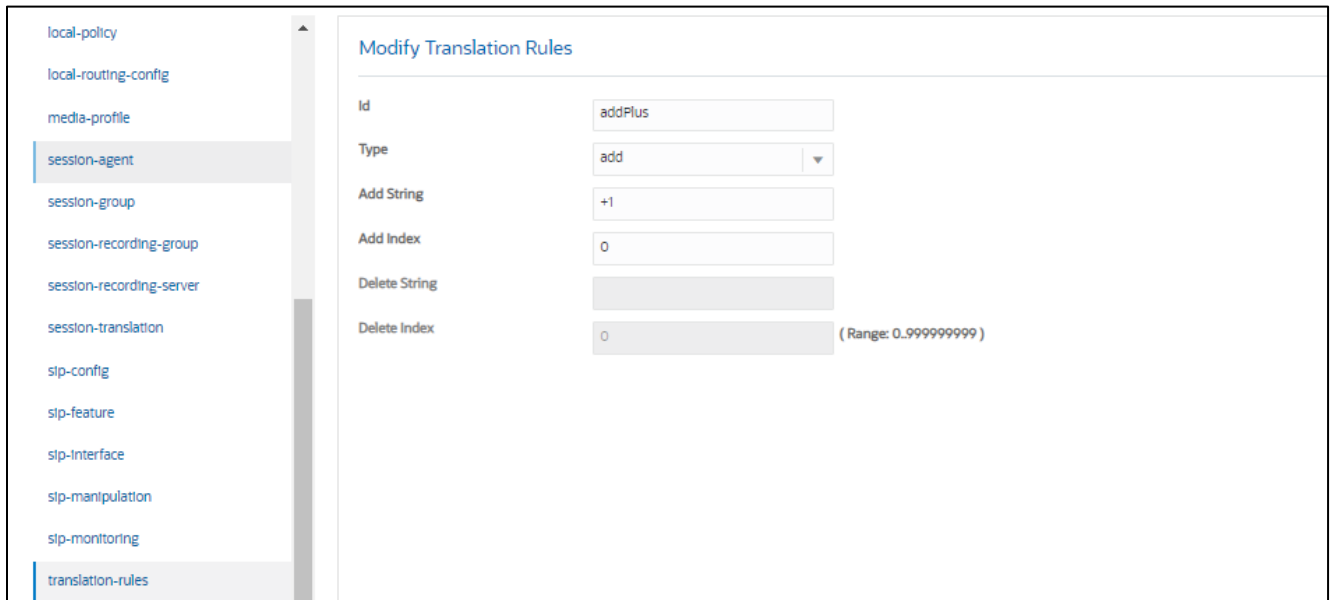 local-policy
local-routing-config
media-profile
session-agent
session-group
session-recording-group
session-recording-server
session-translation
sip-config
sip-feature
sip-interface
sip-manipulation
sip-monitoring
translation-rules
Modify Translation Rules
Id addPlus
Type add
Add String +1
Add Index 0
Delete String
Delete Index 0 ( Range: 0..999999999 )